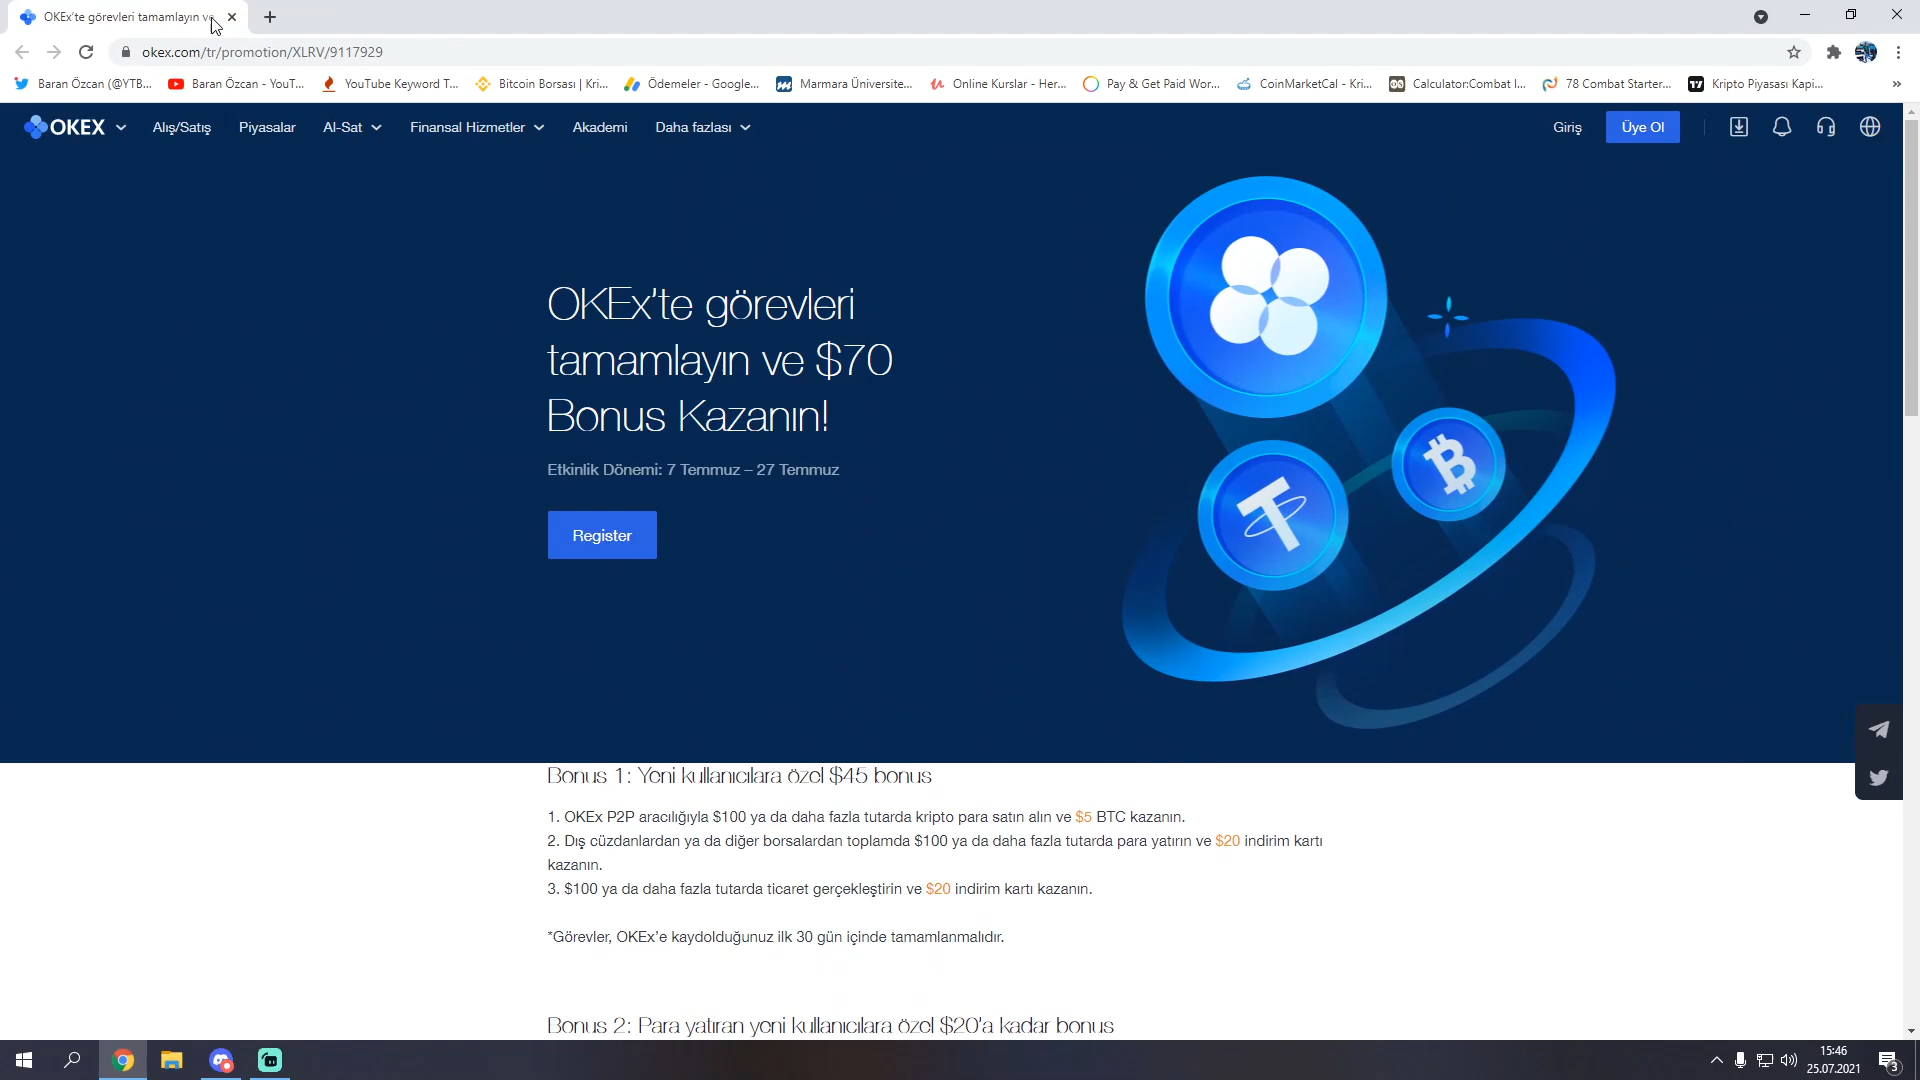 OKEx'te görevleri tamamlayın ve
okex.com/tr/promotion/XLRV/9117929
Baran Özcan (@YTB...
Baran Özcan - YouT...
YouTube Keyword T...
Bitcoin Borsası | Kri...
Ödemeler - Google...
Marmara Üniversite...
Online Kurslar - Her...
Pay & Get Paid Wor...
CoinMarketCal - Kri...
Calculator:Combat l...
78 Combat Starter...
Kripto Piyasası Kapi...
OKEX
Alış/Satış
Piyasalar
Al-Sat
Finansal Hizmetler
Akademi
Daha fazlası
Giriş
Üye Ol
OKEx'te görevleri
tamamlayın ve $70
Bonus Kazanın!
Etkinlik Dönemi: 7 Temmuz – 27 Temmuz
Register
Bonus 1: Yeni kullanıcılara özel $45 bonus
1. OKEx P2P aracılığıyla $100 ya da daha fazla tutarda kripto para satın alın ve $5 BTC kazanın.
2. Dış cüzdanlardan ya da diğer borsalardan toplamda $100 ya da daha fazla tutarda para yatırın ve $20 indirim kartı
kazanın.
3. $100 ya da daha fazla tutarda ticaret gerçekleştirin ve $20 indirim kartı kazanın.
*Görevler, OKEx'e kaydolduğunuz ilk 30 gün içinde tamamlanmalıdır.
Bonus 2: Para yatıran yeni kullanıcılara özel $20'a kadar bonus
15:46
25.07.2021
3